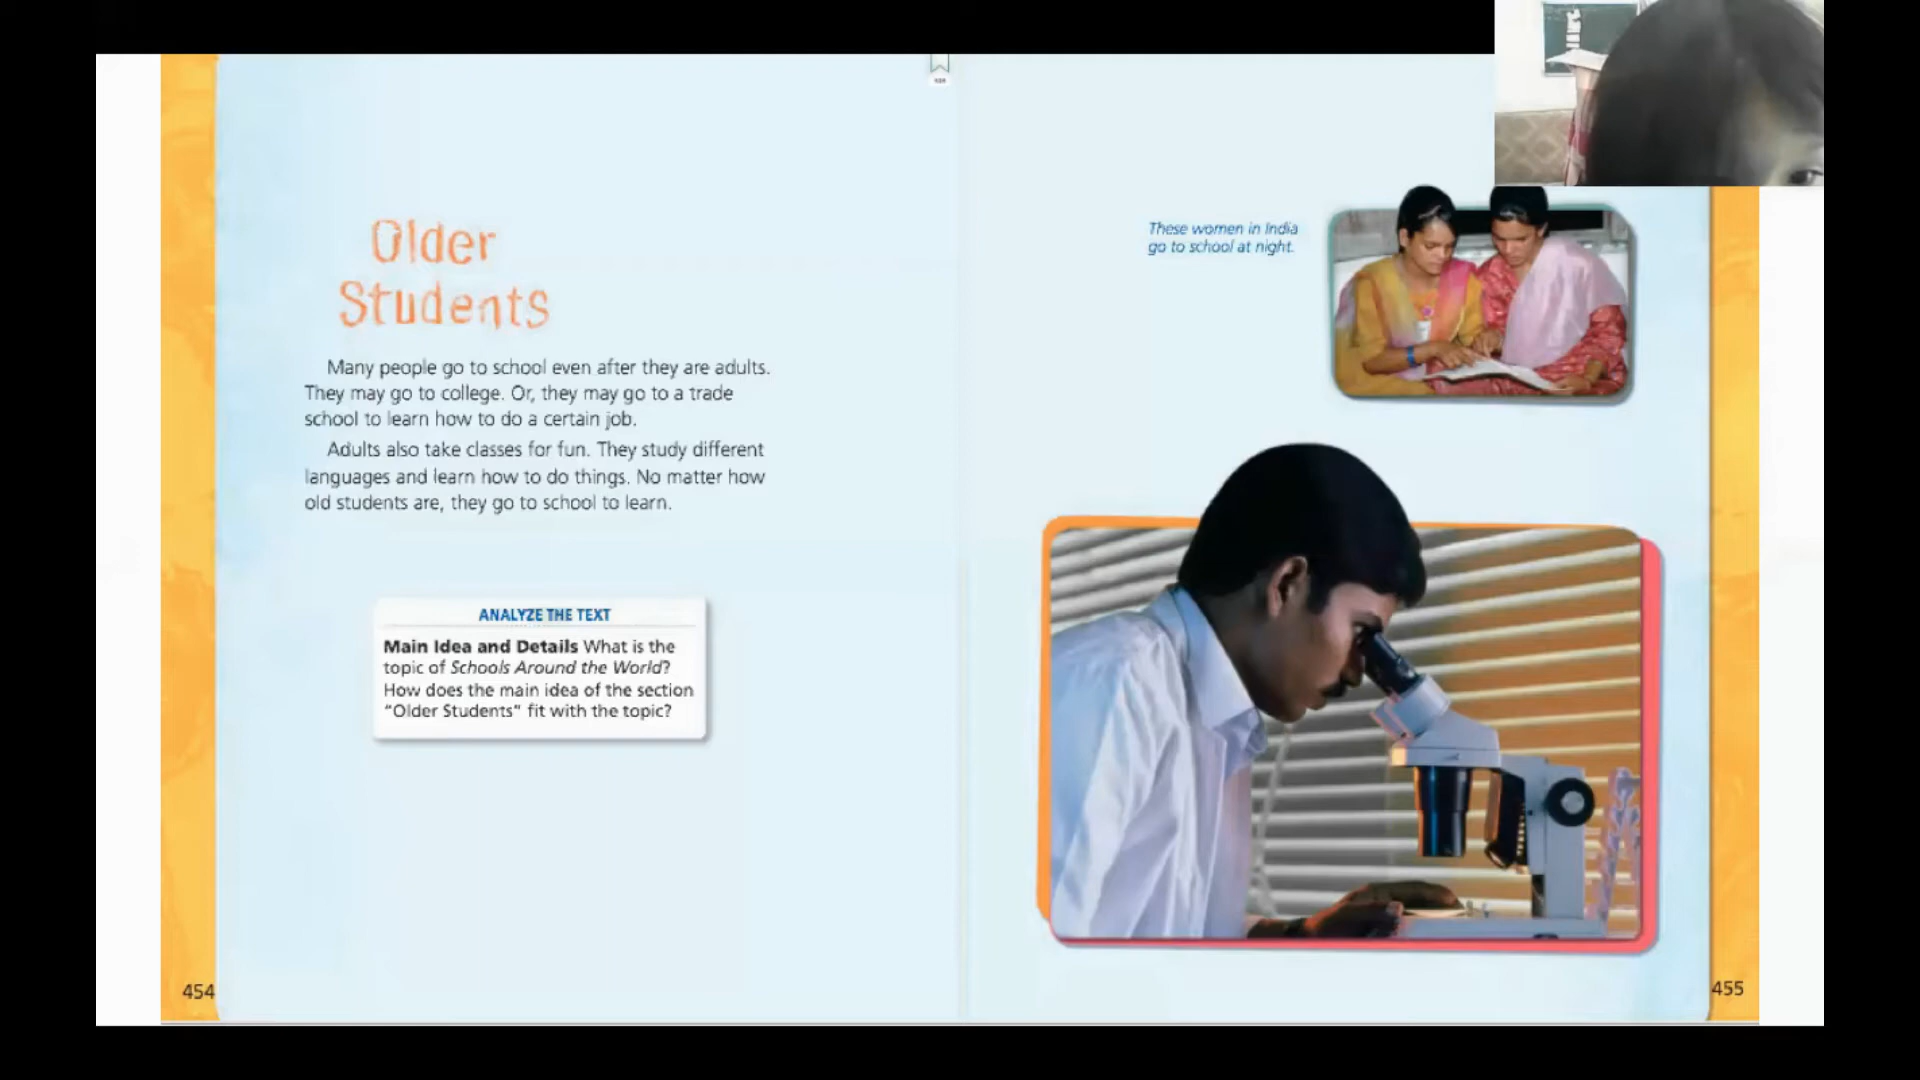 Older
Students
Many people go to school even after they are adults.
They may go to college. Or, they may go to a trade
school to learn how to do a certain job.
Adults also take classes for fun. They study different
languages and learn how to do things. No matter how
old students are, they go to school to learn.
ANALYZE THE TEXT
Main Idea and Details What is the
topic of Schools Around the World?
How does the main idea of the section
“Older Students” fit with the topic?
454
These women in India
go to school at night.
455